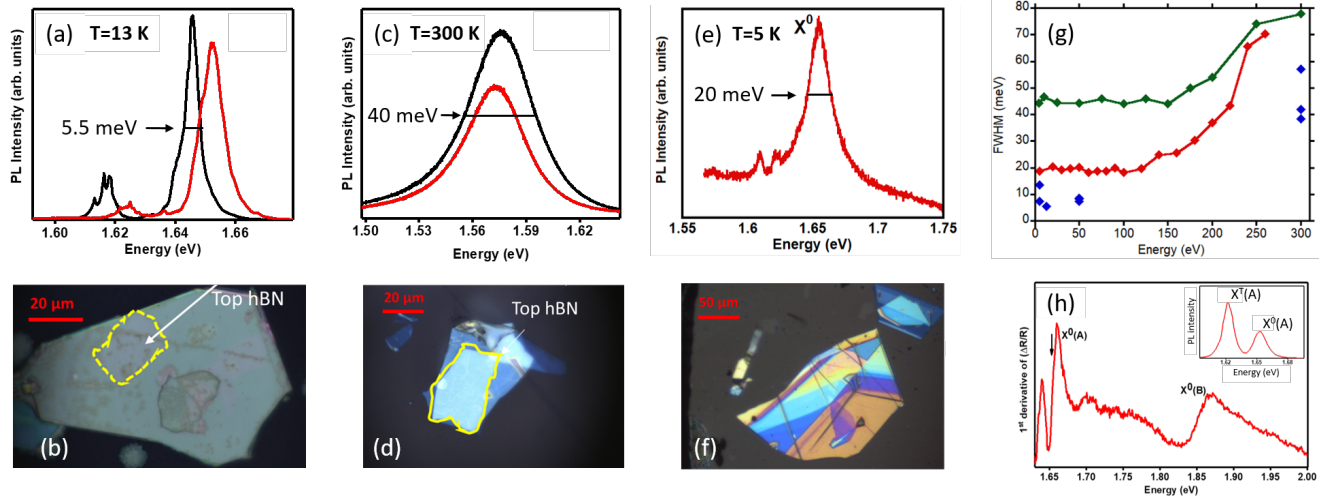 (a)
T=13 K
5.5 meV
PL Intensity (arb. units)
1.60
1.62
1.64
1.66
Energy (eV)
(c)
T=300 K
40 meV
PL Intensity (arb. units)
1.50
1.53
1.56
1.59
1.62
Energy (eV)
(e)
T=5 K
X⁰
20 meV
PL Intensity (arb. units)
1.55
1.6
1.65
1.7
1.75
Energy (eV)
(g)
FWHM (meV)
80
70
60
50
40
30
20
10
0
0
50
100
150
200
250
300
Energy (eV)
20 µm
Top hBN
(b)
20 µm
Top hBN
(d)
50 µm
(f)
(h)
X⁰(A)
X⁰(B)
1ˢᵗ derivative of (ΔR/R)
1.65
1.70
1.75
1.80
1.85
1.90
1.95
2.00
Energy (eV)
Xᵀ(A)
X⁰(A)
PL Intensity
1.62
1.65
1.68
Energy (eV)